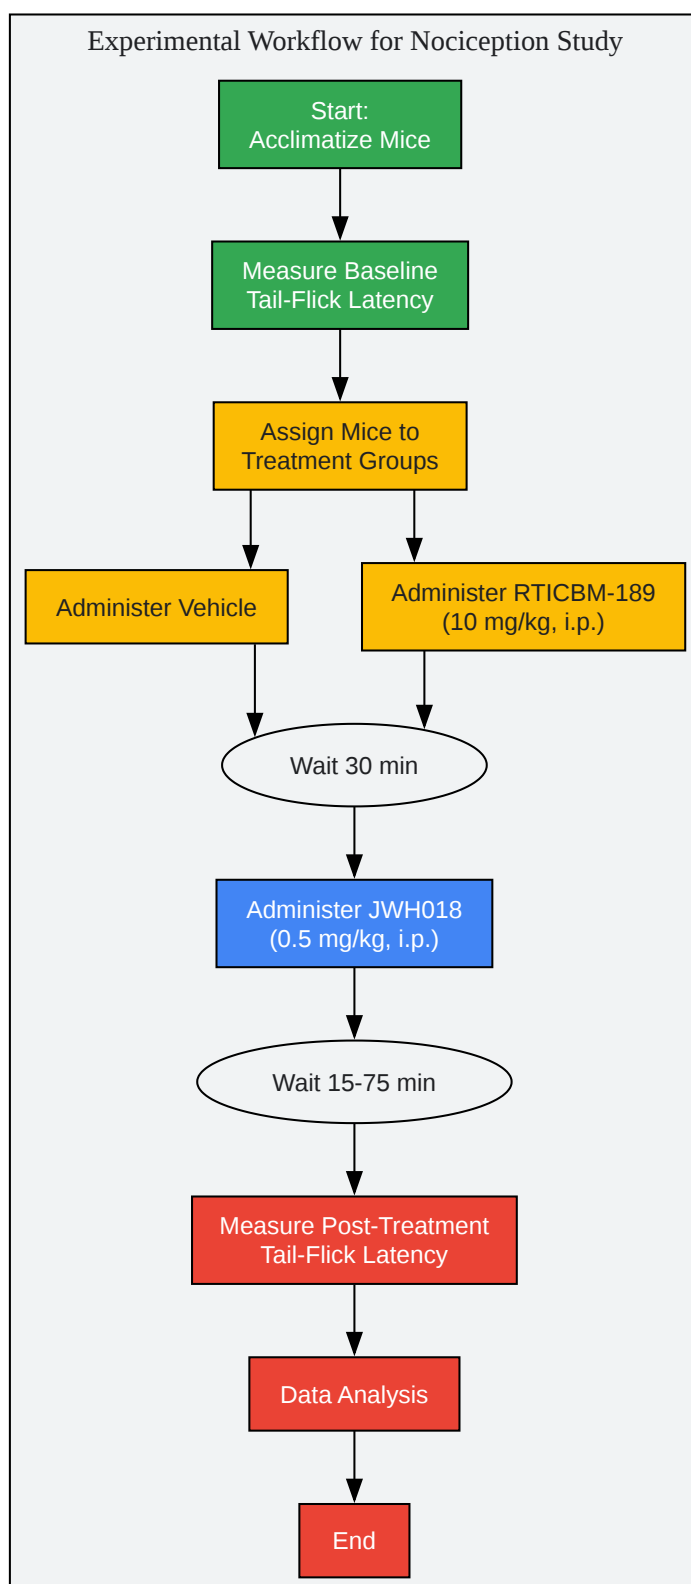 Experimental Workflow for Nociception Study
Start:
Acclimatize Mice
Measure Baseline
Tail-Flick Latency
Assign Mice to
Treatment Groups
Administer Vehicle
Administer RTICBM-189
(10 mg/kg, i.p.)
Wait 30 min
Administer JWH018
(0.5 mg/kg, i.p.)
Wait 15-75 min
Measure Post-Treatment
Tail-Flick Latency
Data Analysis
End